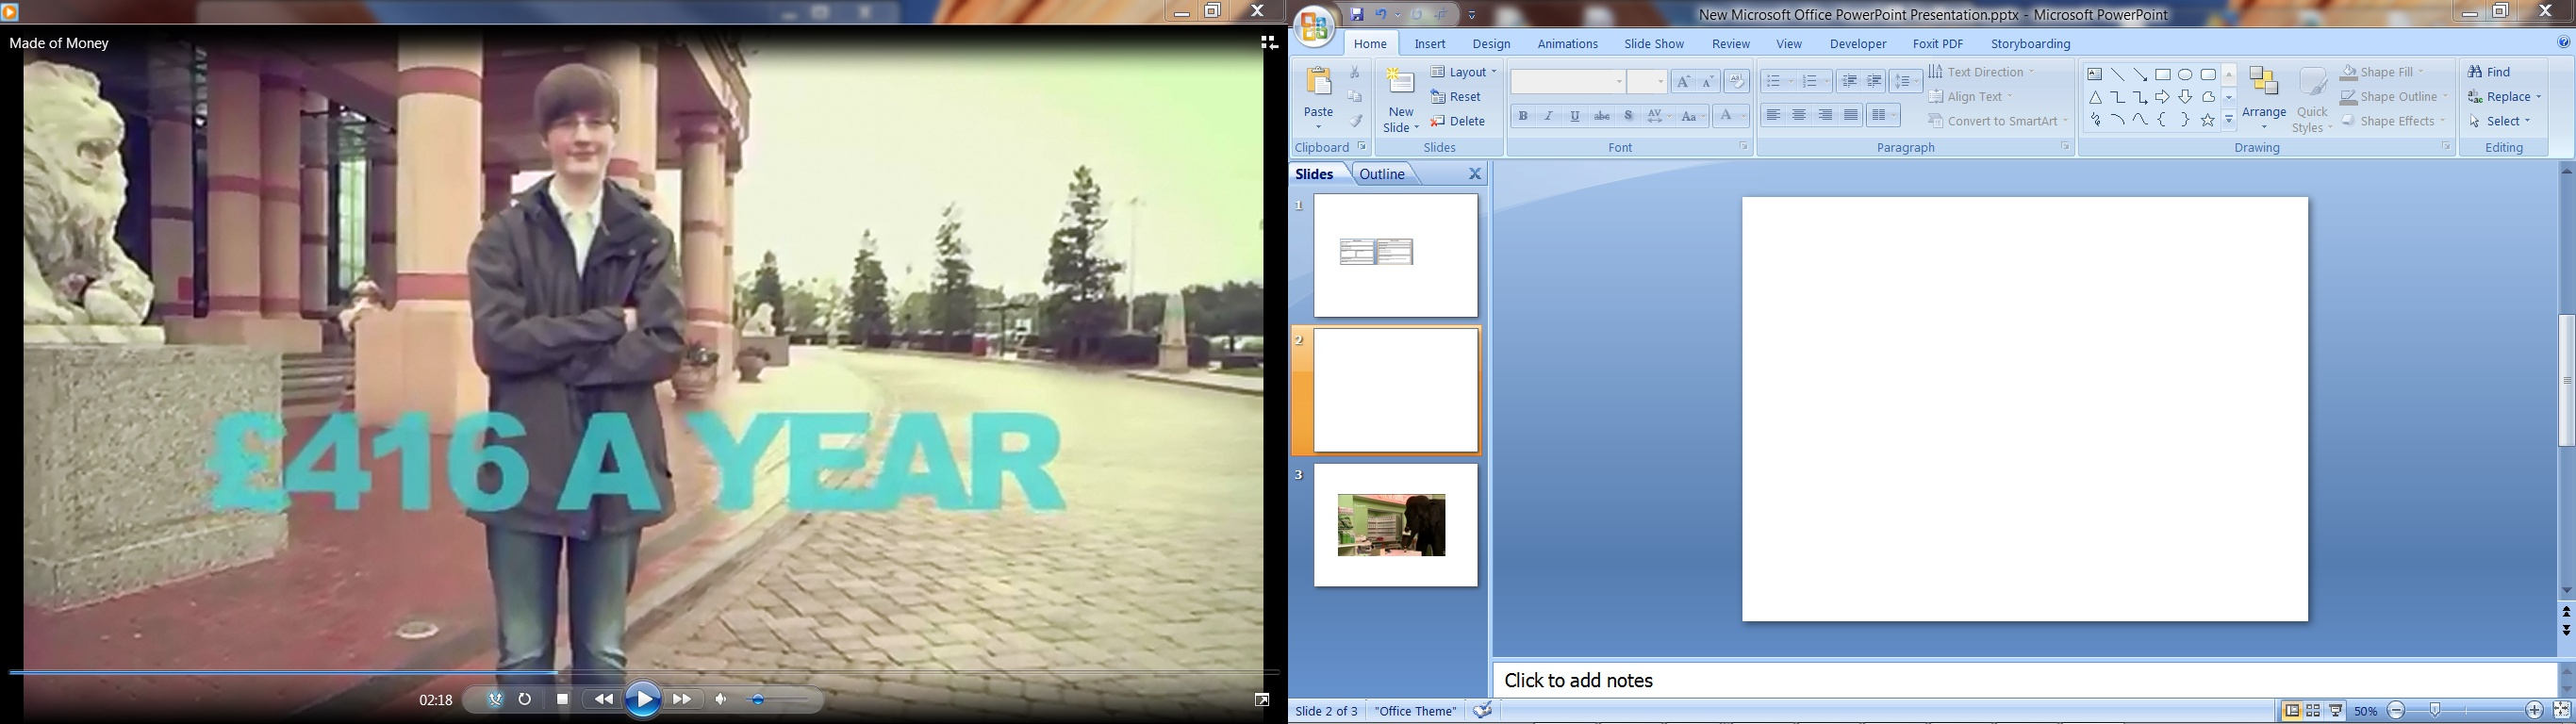 Made of Money
£416 A YEAR
02:18
New Microsoft Office PowerPoint Presentation.pptx - Microsoft PowerPoint
Home Insert Design Animations Slide Show Review View Developer Foxit PDF Storyboarding
Paste
Clipboard
New Slide
Layout
Reset
Delete
Slides
B I U abc S AV Aa A
Font
Text Direction
Align Text
Convert to SmartArt
Paragraph
Arrange
Quick Styles
Shape Fill
Shape Outline
Shape Effects
Drawing
Find
Replace
Select
Editing
Slides Outline
1
2
3
Click to add notes
Slide 2 of 3 "Office Theme" 50%